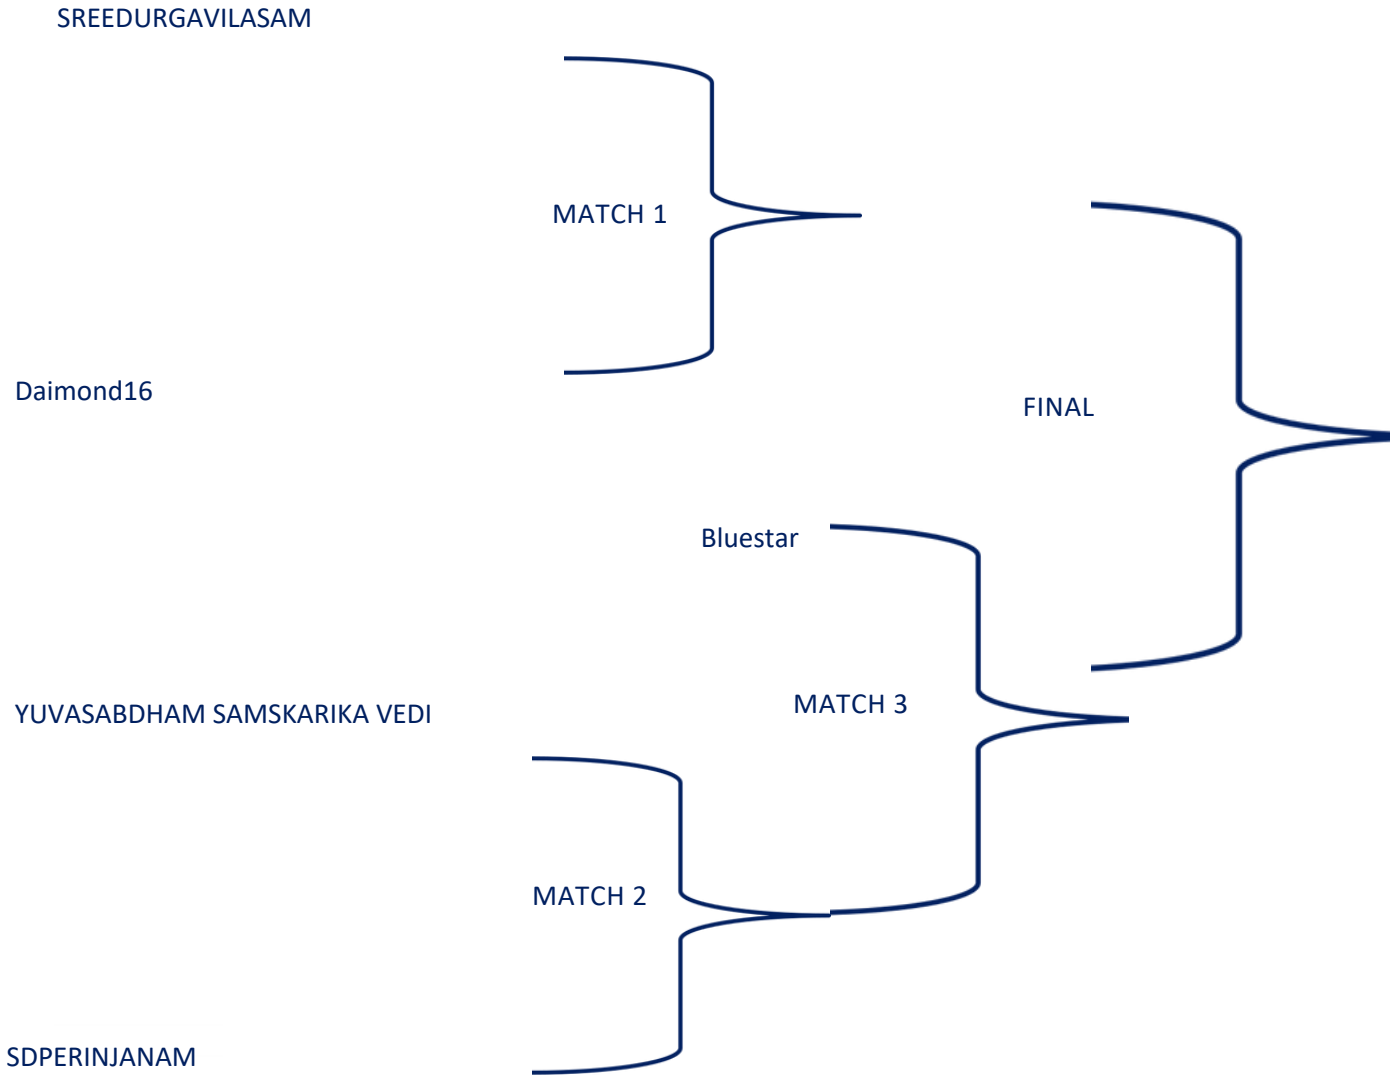 SREEDURGAVILASAM
MATCH 1
Daimond16
FINAL
Bluestar
YUVASABDHAM SAMSKARIKA VEDI
MATCH 3
MATCH 2
SDPERINJANAM